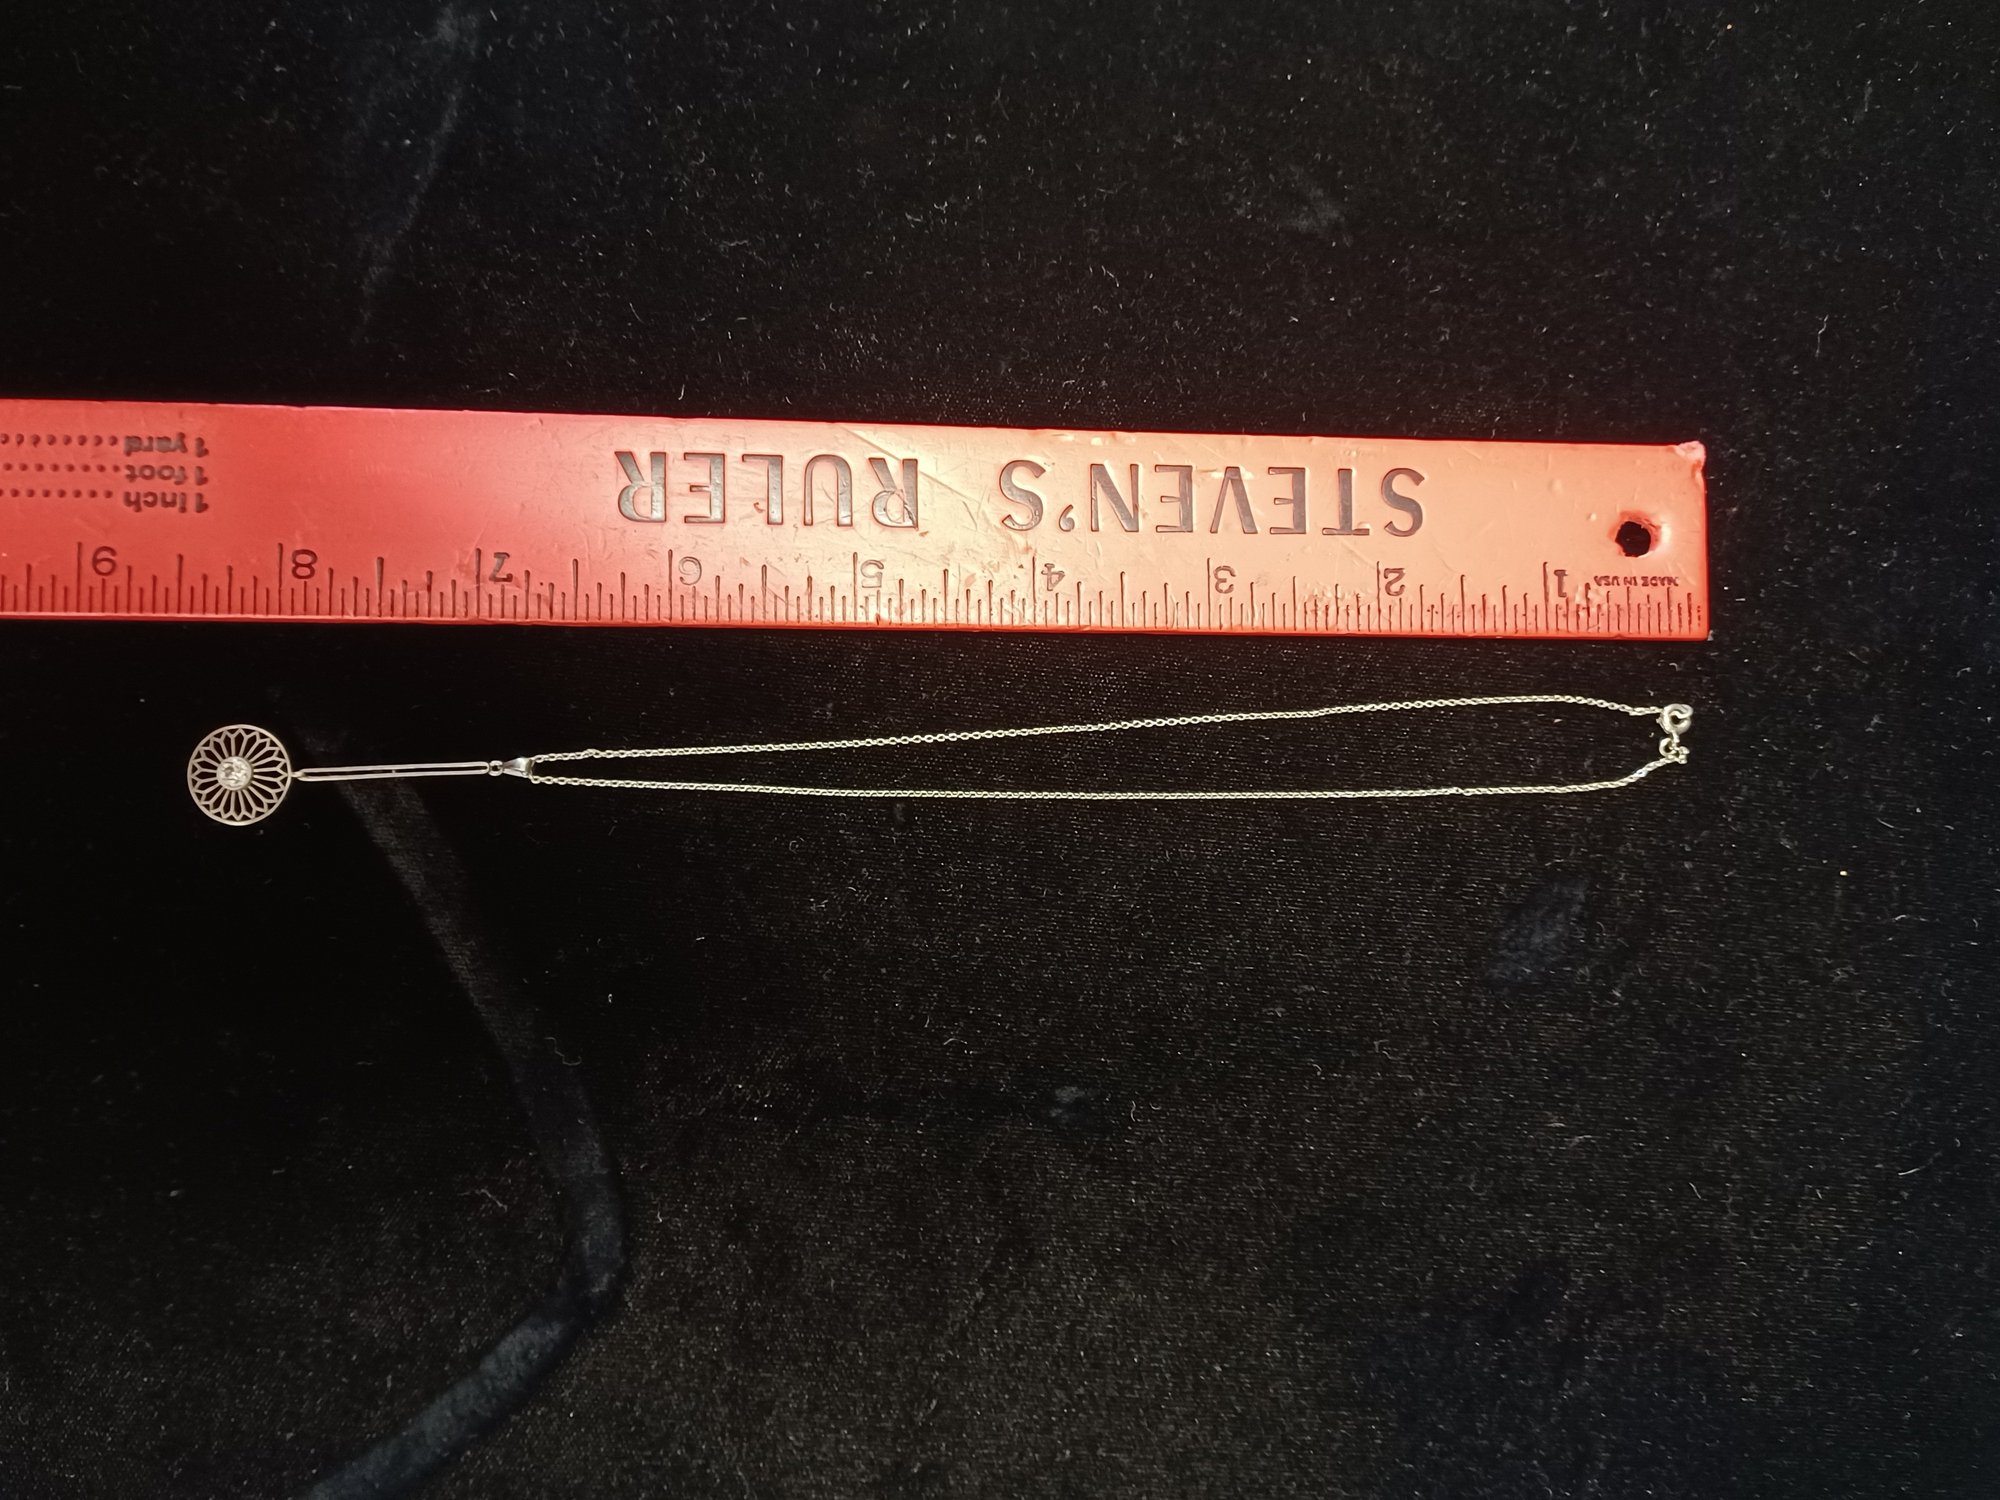 STEVEN'S RULER
MADE IN USA
1 2 3 4 5 6 7 8 9
1 inch
1 foot
1 yard